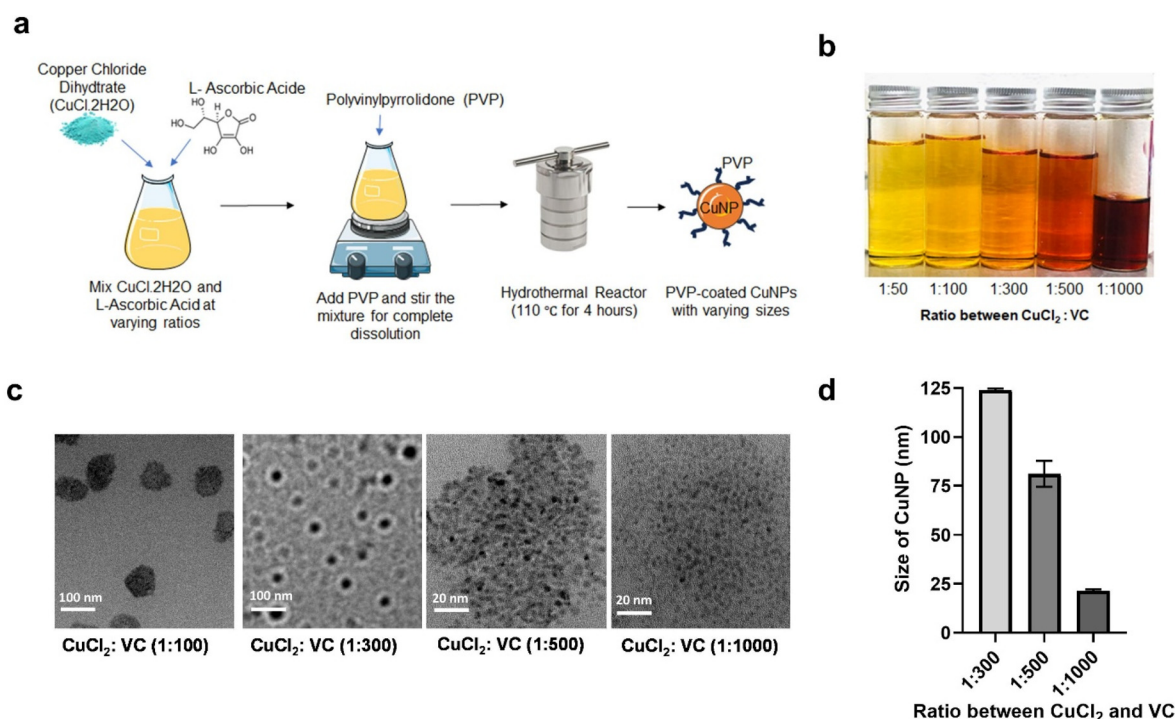 a
Copper Chloride
Dihydtrate
(CuCl.2H2O)
L- Ascorbic Acide
H
O
O
HO
HO
HO
OH
Mix CuCl.2H2O and
L-Ascorbic Acid at
varying ratios
Polyvinylpyrrolidone (PVP)
Add PVP and stir the
mixture for complete
dissolution
Hydrothermal Reactor
(110 °C for 4 hours)
PVP
CuNP
PVP-coated CuNPs
with varying sizes
b
1:50 1:100 1:300 1:500 1:1000
Ratio between CuCl₂ : VC
c
100 nm
100 nm
20 nm
20 nm
CuCl₂: VC (1:100)
CuCl₂: VC (1:300)
CuCl₂: VC (1:500)
CuCl₂: VC (1:1000)
d
Size of CuNP (nm)
125
100
75
50
25
0
1:300
1:500
1:1000
Ratio between CuCl₂ and VC